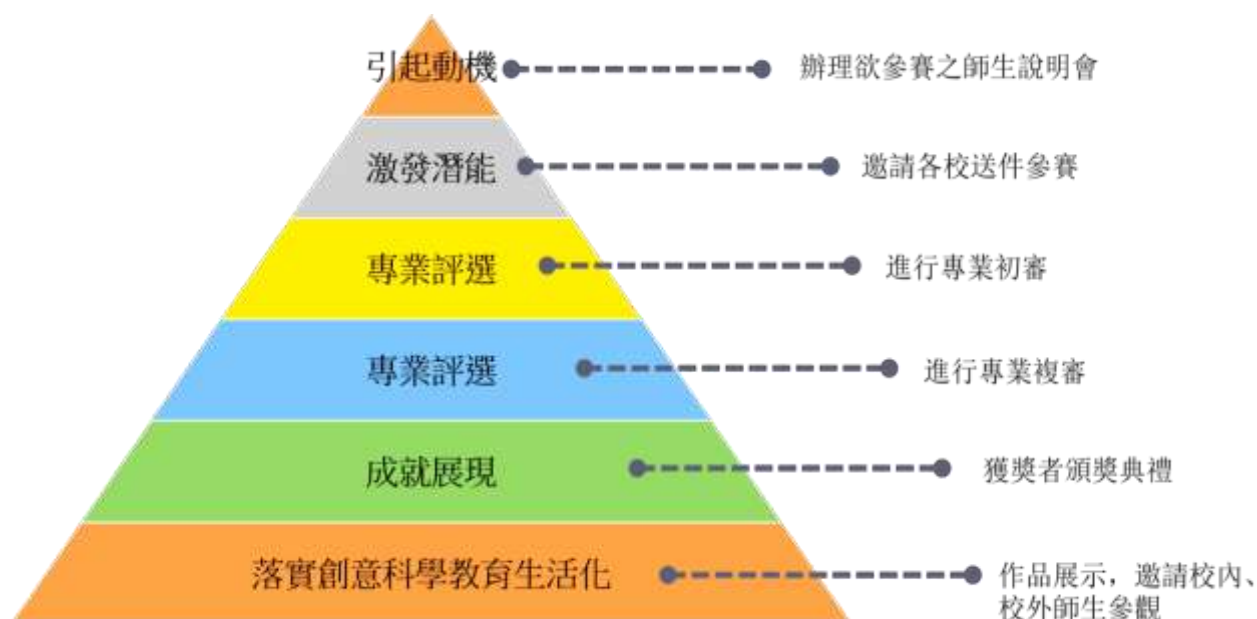 引起動機
辦理欲參賽之師生說明會
激發潛能
邀請各校送件參賽
專業評選
進行專業初審
專業評選
進行專業複審
成就展現
獲獎者頒獎典禮
落實創意科學教育生活化
作品展示，邀請校內、
校外師生參觀